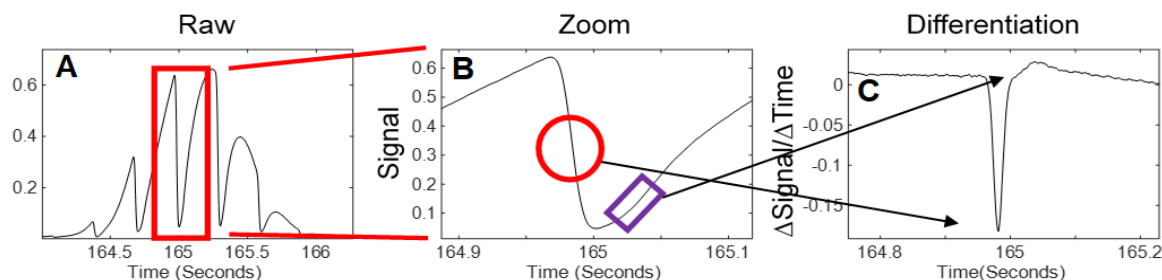 Raw
Zoom
Differentiation
A
0.6
0.4
0.2
164.5
165
165.5
166
Time (Seconds)
B
Signal
0.6
0.5
0.4
0.3
0.2
0.1
164.9
165
165.1
Time (Seconds)
C
ΔSignal/ΔTime
0
-0.05
-0.1
-0.15
164.8
165
165.2
Time(Seconds)